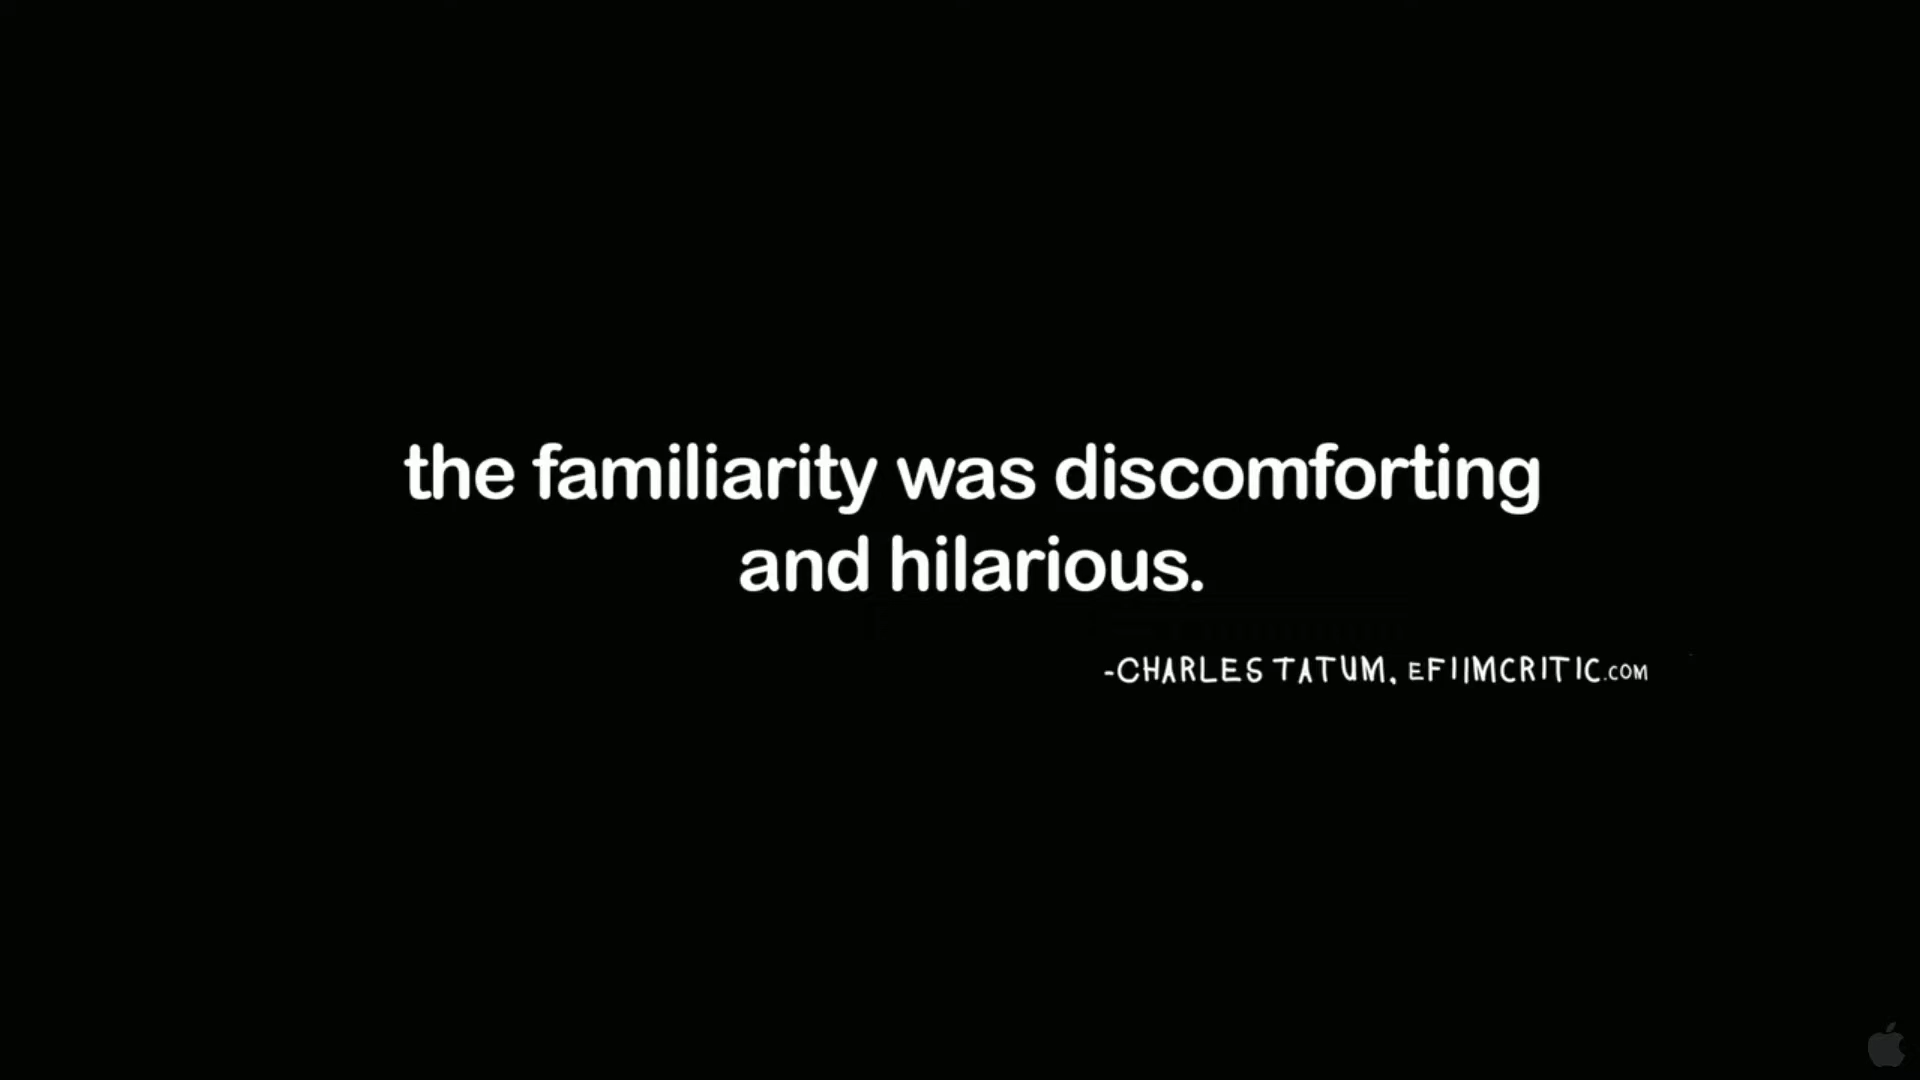 the familiarity was discomforting
and hilarious.
-CHARLES TATUM, EFIIMCRITIC.COM